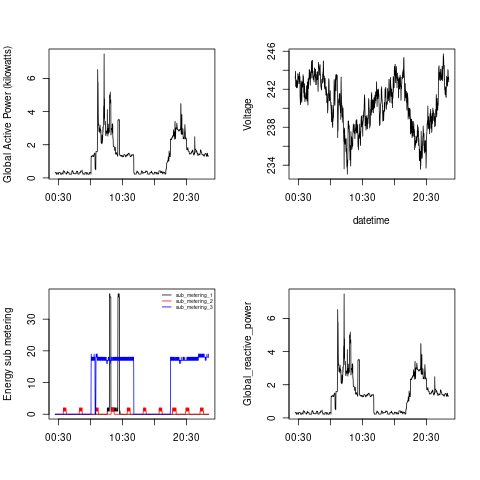 Global Active Power (kilowatts)
0 2 4 6
00:30 10:30 20:30
Voltage
234 238 242 246
00:30 10:30 20:30
datetime
Energy sub metering
0 10 20 30
sub_metering_1
sub_metering_2
sub_metering_3
00:30 10:30 20:30
Global_reactive_power
0 2 4 6
00:30 10:30 20:30